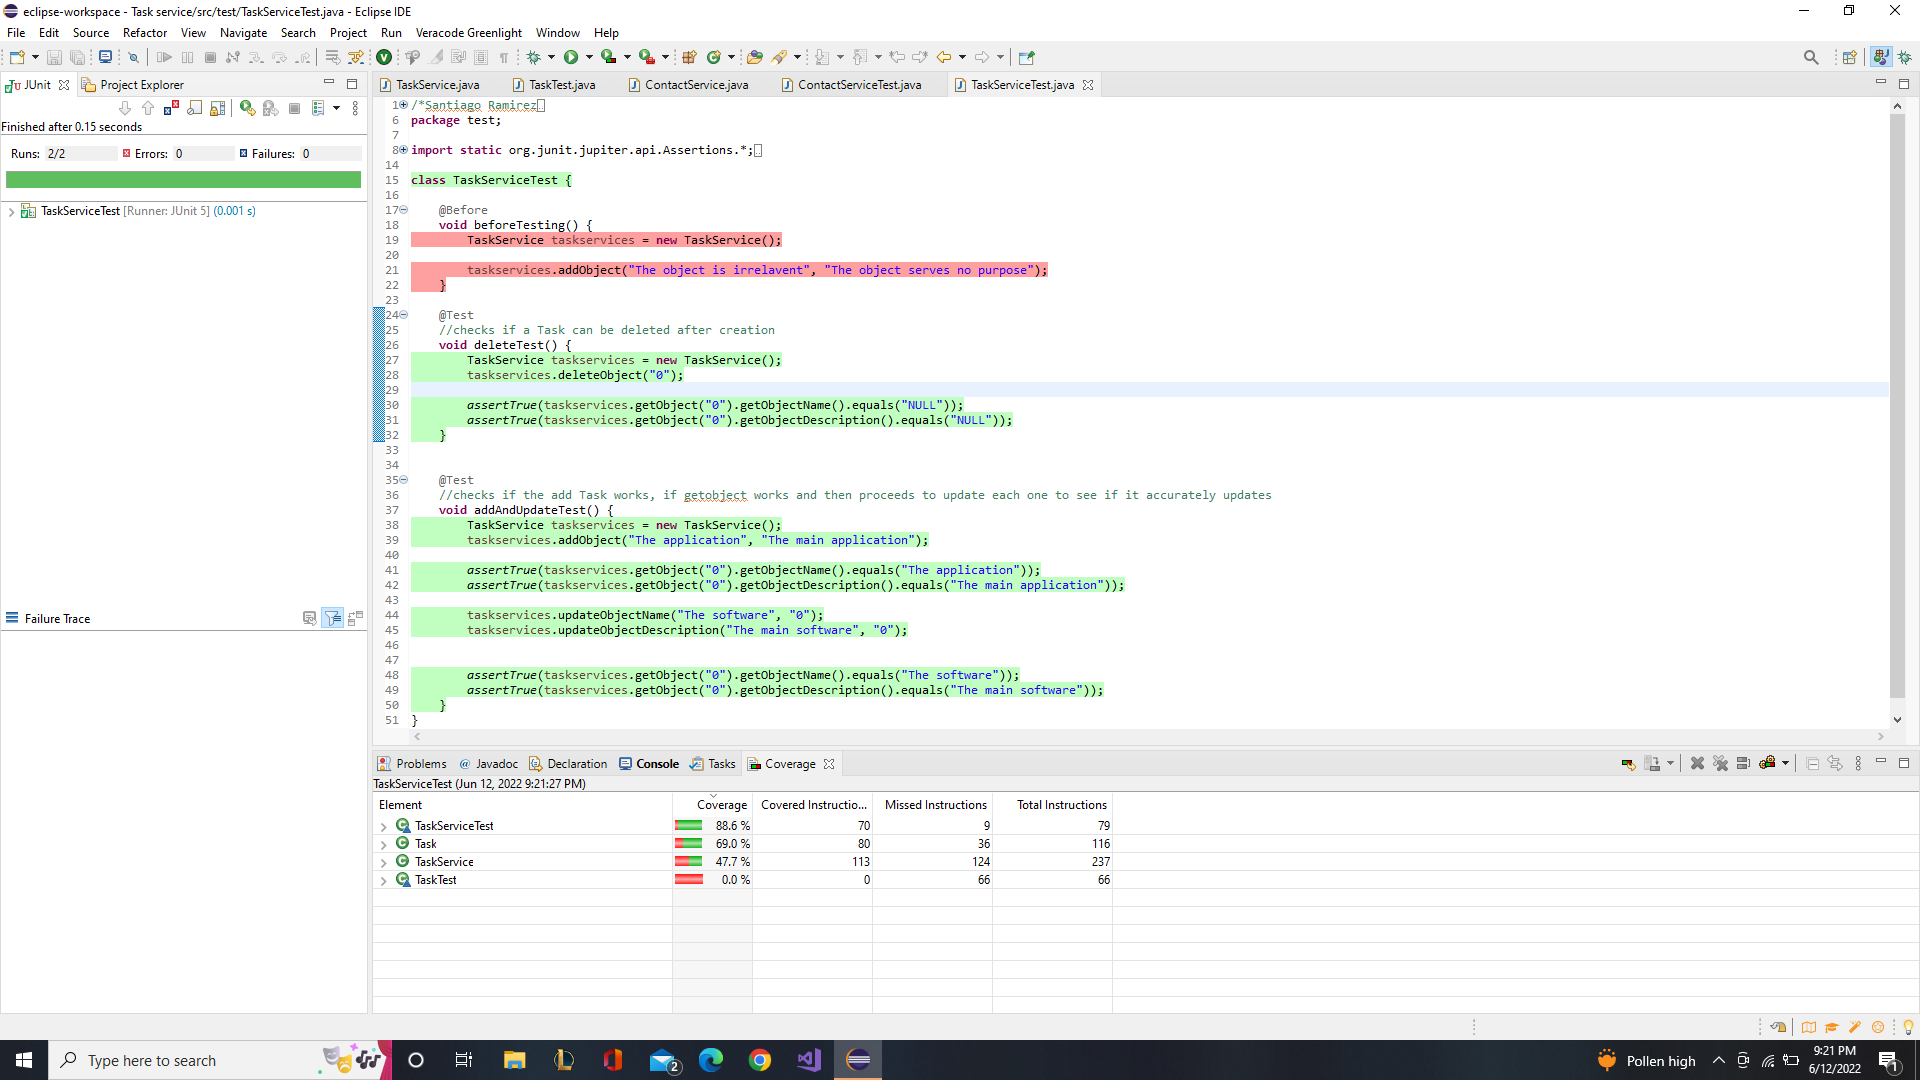 eclipse-workspace - Task service/src/test/TaskServiceTest.java - Eclipse IDE
File Edit Source Refactor View Navigate Search Project Run Veracode Greenlight Window Help
JUnit Project Explorer
TaskService.java TaskTest.java ContactService.java ContactServiceTest.java TaskServiceTest.java
Finished after 0.15 seconds
Runs: 2/2 Errors: 0 Failures: 0
TaskServiceTest [Runner: JUnit 5] (0.001 s)
Failure Trace
1 /*Santiago Ramirez
6 package test;
7
8 import static org.junit.jupiter.api.Assertions.*;
14
15 class TaskServiceTest {
16
17 @Before
18 void beforeTesting() {
19 TaskService taskservices = new TaskService();
20
21 taskservices.addObject("The object is irrelavent", "The object serves no purpose");
22 }
23
24 @Test
25 //checks if a Task can be deleted after creation
26 void deleteTest() {
27 TaskService taskservices = new TaskService();
28 taskservices.deleteObject("0");
29
30 assertTrue(taskservices.getObject("0").getObjectName().equals("NULL"));
31 assertTrue(taskservices.getObject("0").getObjectDescription().equals("NULL"));
32 }
33
34
35 @Test
36 //checks if the add Task works, if getobject works and then proceeds to update each one to see if it accurately updates
37 void addAndUpdateTest() {
38 TaskService taskservices = new TaskService();
39 taskservices.addObject("The application", "The main application");
40
41 assertTrue(taskservices.getObject("0").getObjectName().equals("The application"));
42 assertTrue(taskservices.getObject("0").getObjectDescription().equals("The main application"));
43
44 taskservices.updateObjectName("The software", "0");
45 taskservices.updateObjectDescription("The main software", "0");
46
47
48 assertTrue(taskservices.getObject("0").getObjectName().equals("The software"));
49 assertTrue(taskservices.getObject("0").getObjectDescription().equals("The main software"));
50 }
51 }
Problems @ Javadoc Declaration Console Tasks Coverage
TaskServiceTest (Jun 12, 2022 9:21:27 PM)
Element Coverage Covered Instructio... Missed Instructions Total Instructions
TaskServiceTest 88.6 % 70 9 79
Task 69.0 % 80 36 116
TaskService 47.7 % 113 124 237
TaskTest 0.0 % 0 66 66
Type here to search
2
Pollen high
9:21 PM
6/12/2022
1